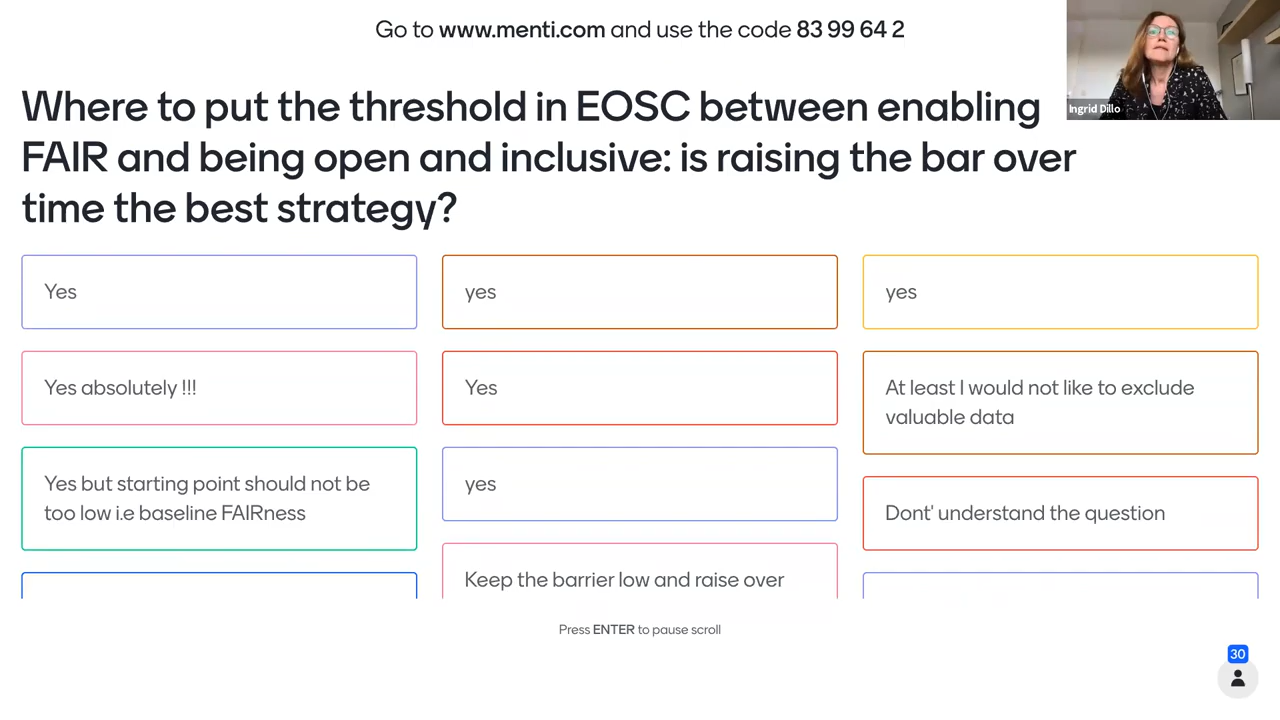 Go to www.menti.com and use the code 83 99 64 2
Ingrid Dillo
Where to put the threshold in EOSC between enabling
FAIR and being open and inclusive: is raising the bar over
time the best strategy?
Yes
yes
yes
Yes absolutely !!!
Yes
At least I would not like to exclude
valuable data
Yes but starting point should not be
too low i.e baseline FAIRness
yes
Dont' understand the question
Keep the barrier low and raise over
Press ENTER to pause scroll
30